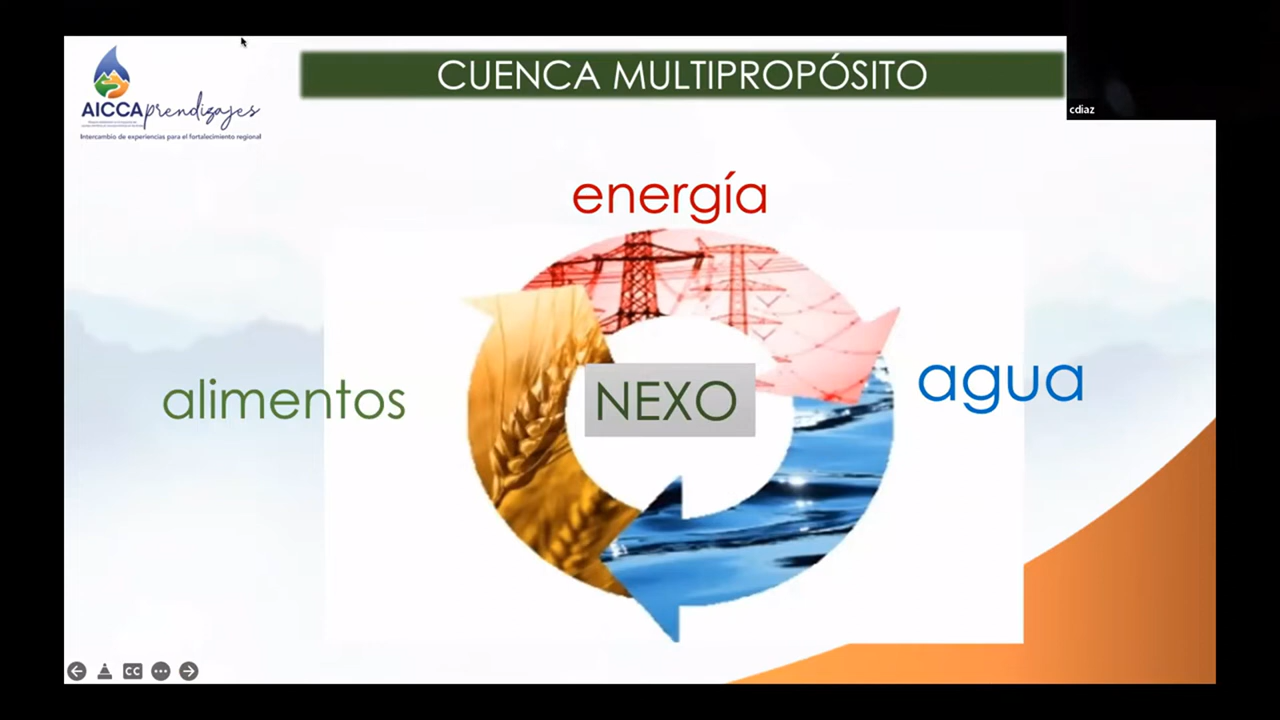 CUENCA MULTIPROPÓSITO
AICCAprendizajes
Intercambio de experiencias para el fortalecimiento regional
cdiaz
energía
alimentos
NEXO
agua
CC